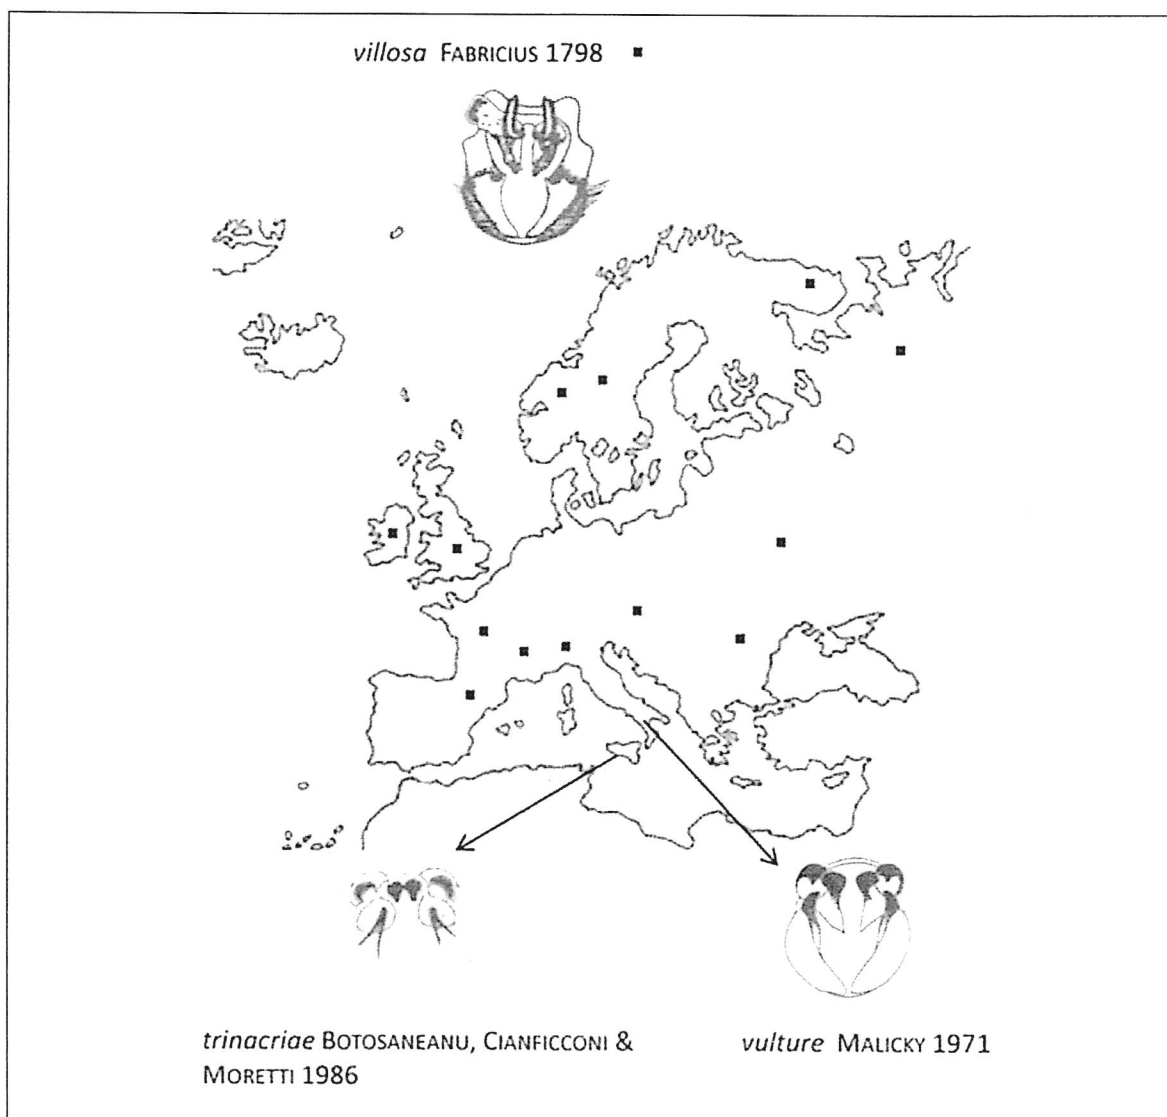 villosa FABRICIUS 1798
trinacriae BOTOSANEANU, CIANFICCONI &
MORETTI 1986
vulture MALICKY 1971